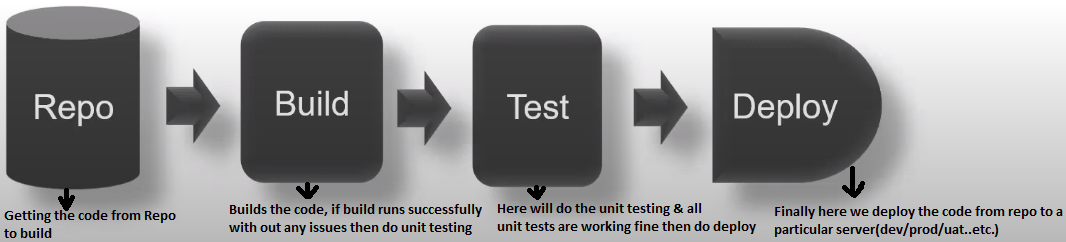 Repo
Build
Test
Deploy
Getting the code from Repo
to build
Builds the code, if build runs successfully
with out any issues then do unit testing
Here will do the unit testing & all
unit tests are working fine then do deploy
Finally here we deploy the code from repo to a
particular server(dev/prod/uat..etc.)